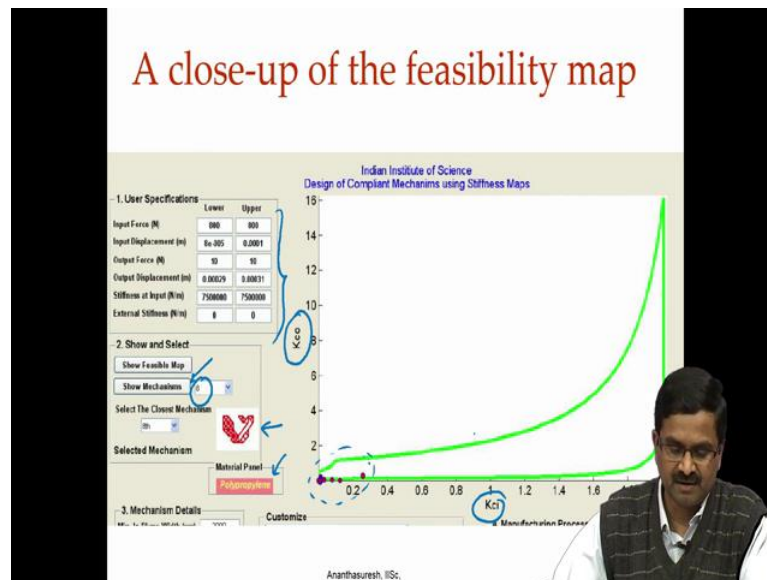 A close-up of the feasibility map
Indian Institiute of Science
Design of Compliant Mechanims using Stiffness Maps
1. User Specifications
Lower Upper
Input Force (N) 800 800
Input Displacement (m) 8e-005 0.0001
Output Force (N) 10 10
Output Displacement (m) 0.00029 0.00031
Stiffness at Input (N/m) 7500000 7500000
External Stiffness (N/m) 0 0
2. Show and Select
Show Feasible Map
Show Mechanisms
Select The Closest Mechanism
8th
Selected Mechanism
Material Panel
Polypropylene
3. Mechanism Details
Customize
Kco
16
14
12
10
8
6
4
2
0
0.2 0.4 0.6 0.8 1 1.2 1.4 1.6
Kci
Manufacturing Process
Ananthasuresh, IISc,